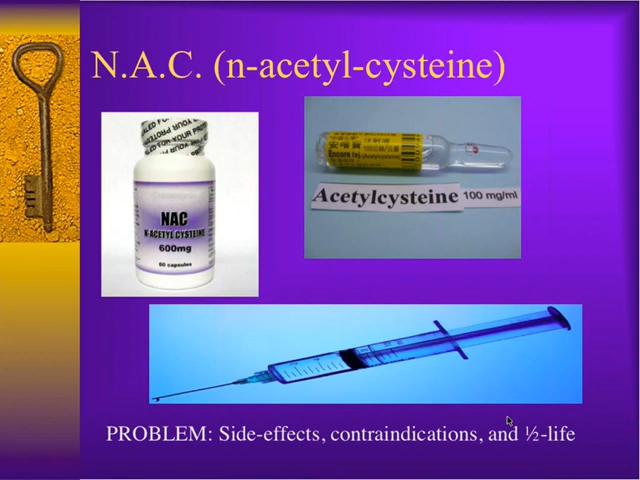 N.A.C. (n-acetyl-cysteine)
NAC
N-ACETYL CYSTEINE
600mg
60 capsules
Acetylcysteine 100 mg/ml
PROBLEM: Side-effects, contraindications, and ½-life